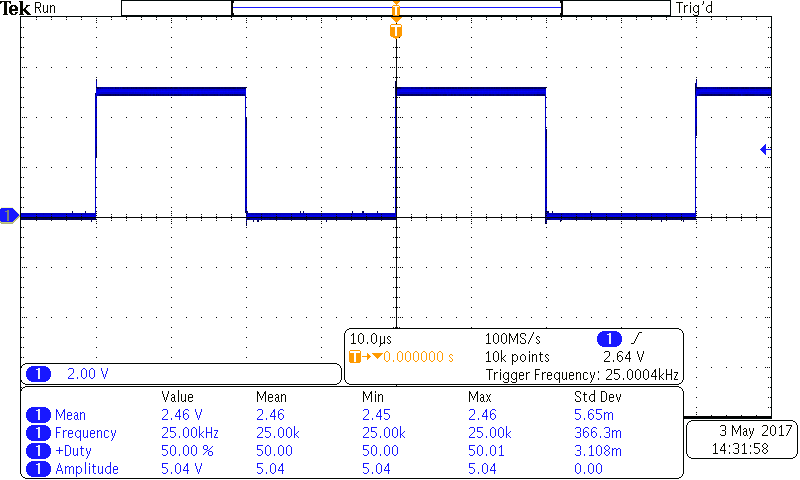 Tek Run Trig'd
T
T
1
10.0µs 100MS/s 1
T 0.000000 s 10k points 2.64 V
Trigger Frequency: 25.0004kHz
1 2.00 V
Value Mean Min Max Std Dev
1 Mean 2.46 V 2.46 2.45 2.46 5.65m
1 Frequency 25.00kHz 25.00k 25.00k 25.00k 366.3m
1 +Duty 50.00 % 50.00 50.00 50.01 3.108m
1 Amplitude 5.04 V 5.04 5.04 5.04 0.00
3 May 2017
14:31:58